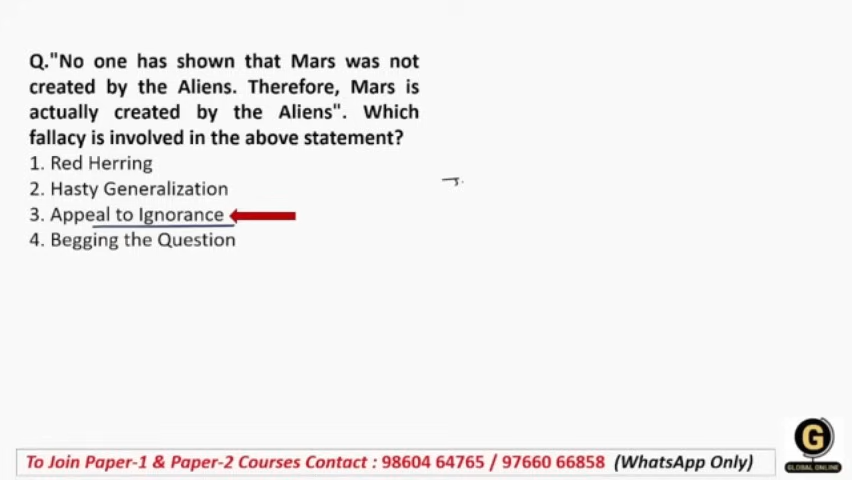 Q."No one has shown that Mars was not
created by the Aliens. Therefore, Mars is
actually created by the Aliens". Which
fallacy is involved in the above statement?
1. Red Herring
2. Hasty Generalization
3. Appeal to Ignorance
4. Begging the Question
G
GLOBAL ONLINE
To Join Paper-1 & Paper-2 Courses Contact : 98604 64765 / 97660 66858 (WhatsApp Only)